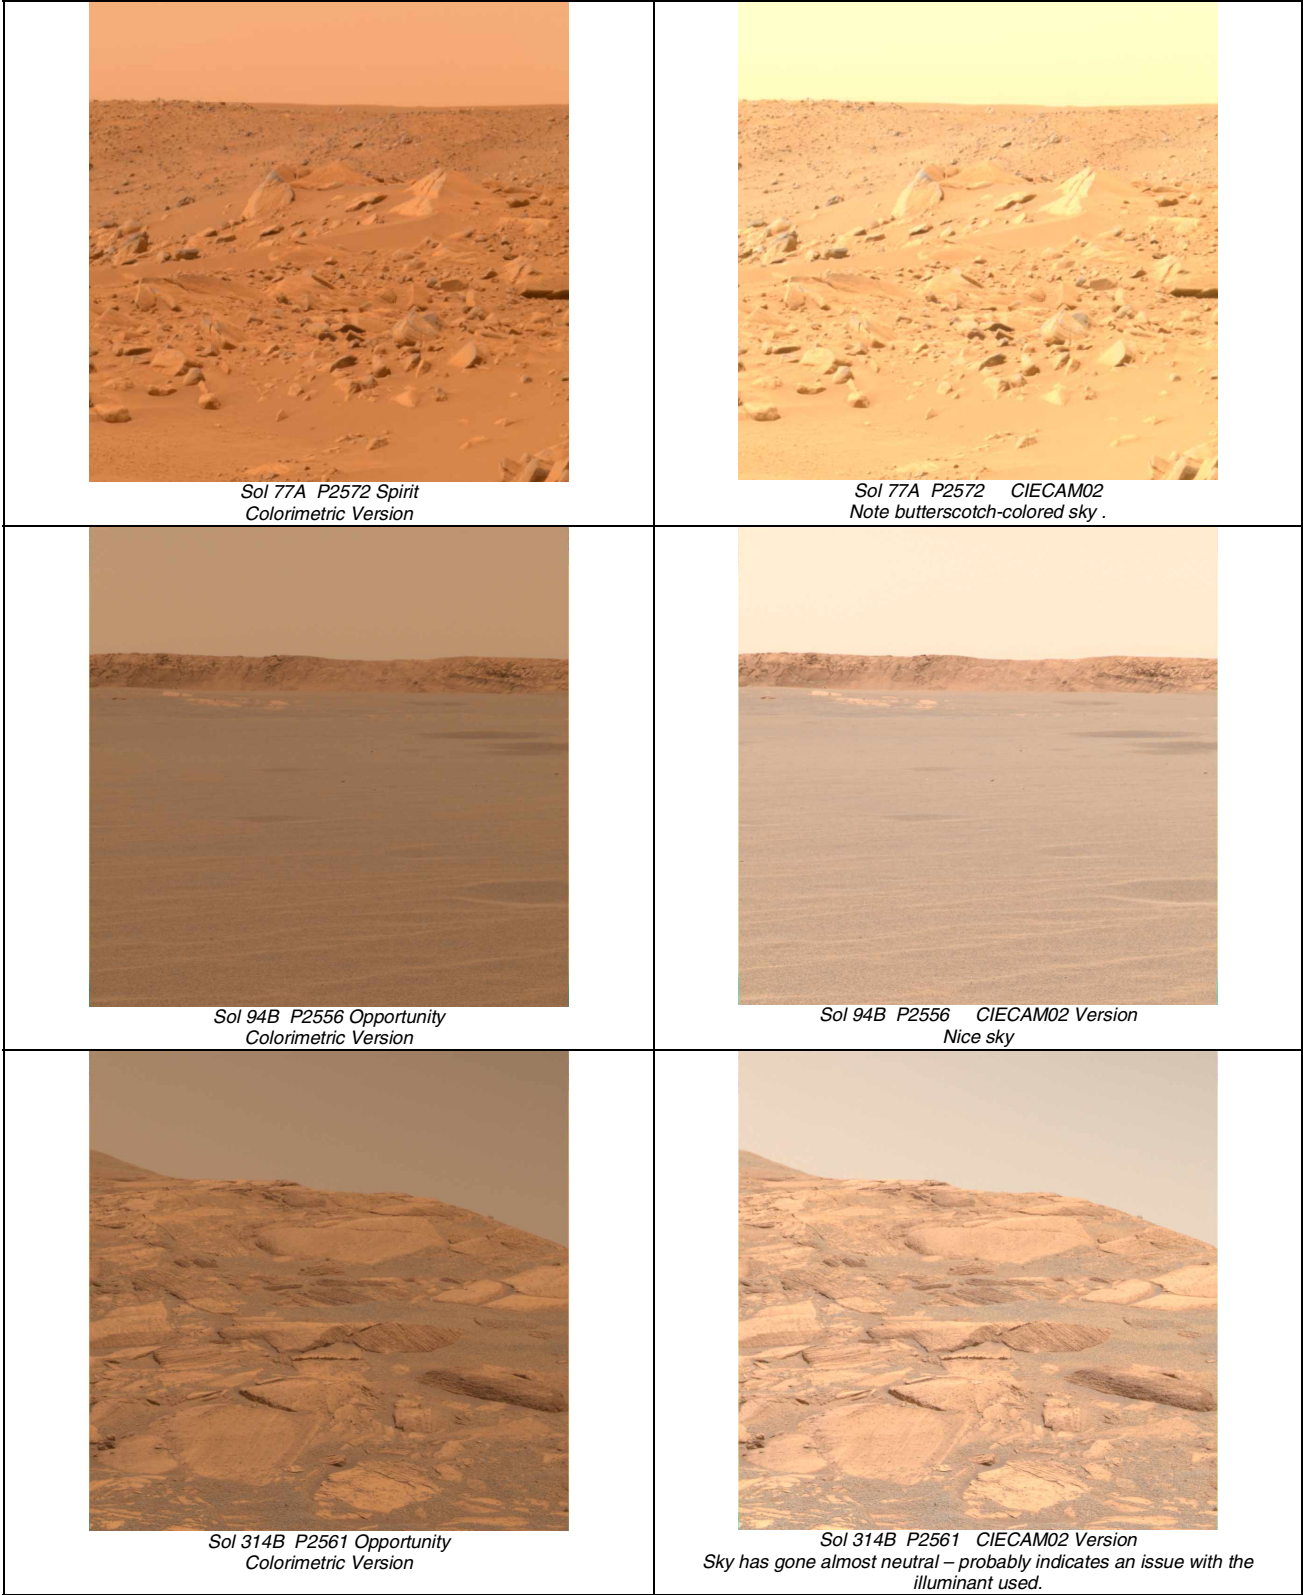 Sol 77A P2572 Spirit
Colorimetric Version
Sol 77A P2572 CIECAM02
Note butterscotch-colored sky .
Sol 94B P2556 Opportunity
Colorimetric Version
Sol 94B P2556 CIECAM02 Version
Nice sky
Sol 314B P2561 Opportunity
Colorimetric Version
Sol 314B P2561 CIECAM02 Version
Sky has gone almost neutral – probably indicates an issue with the
illuminant used.